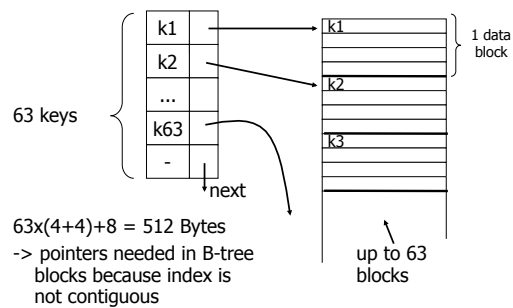 k1
k2
...
k63
-
63 keys
next
k1
k2
k3
1 data
block
63x(4+4)+8 = 512 Bytes
-> pointers needed in B-tree
blocks because index is
not contiguous
up to 63
blocks